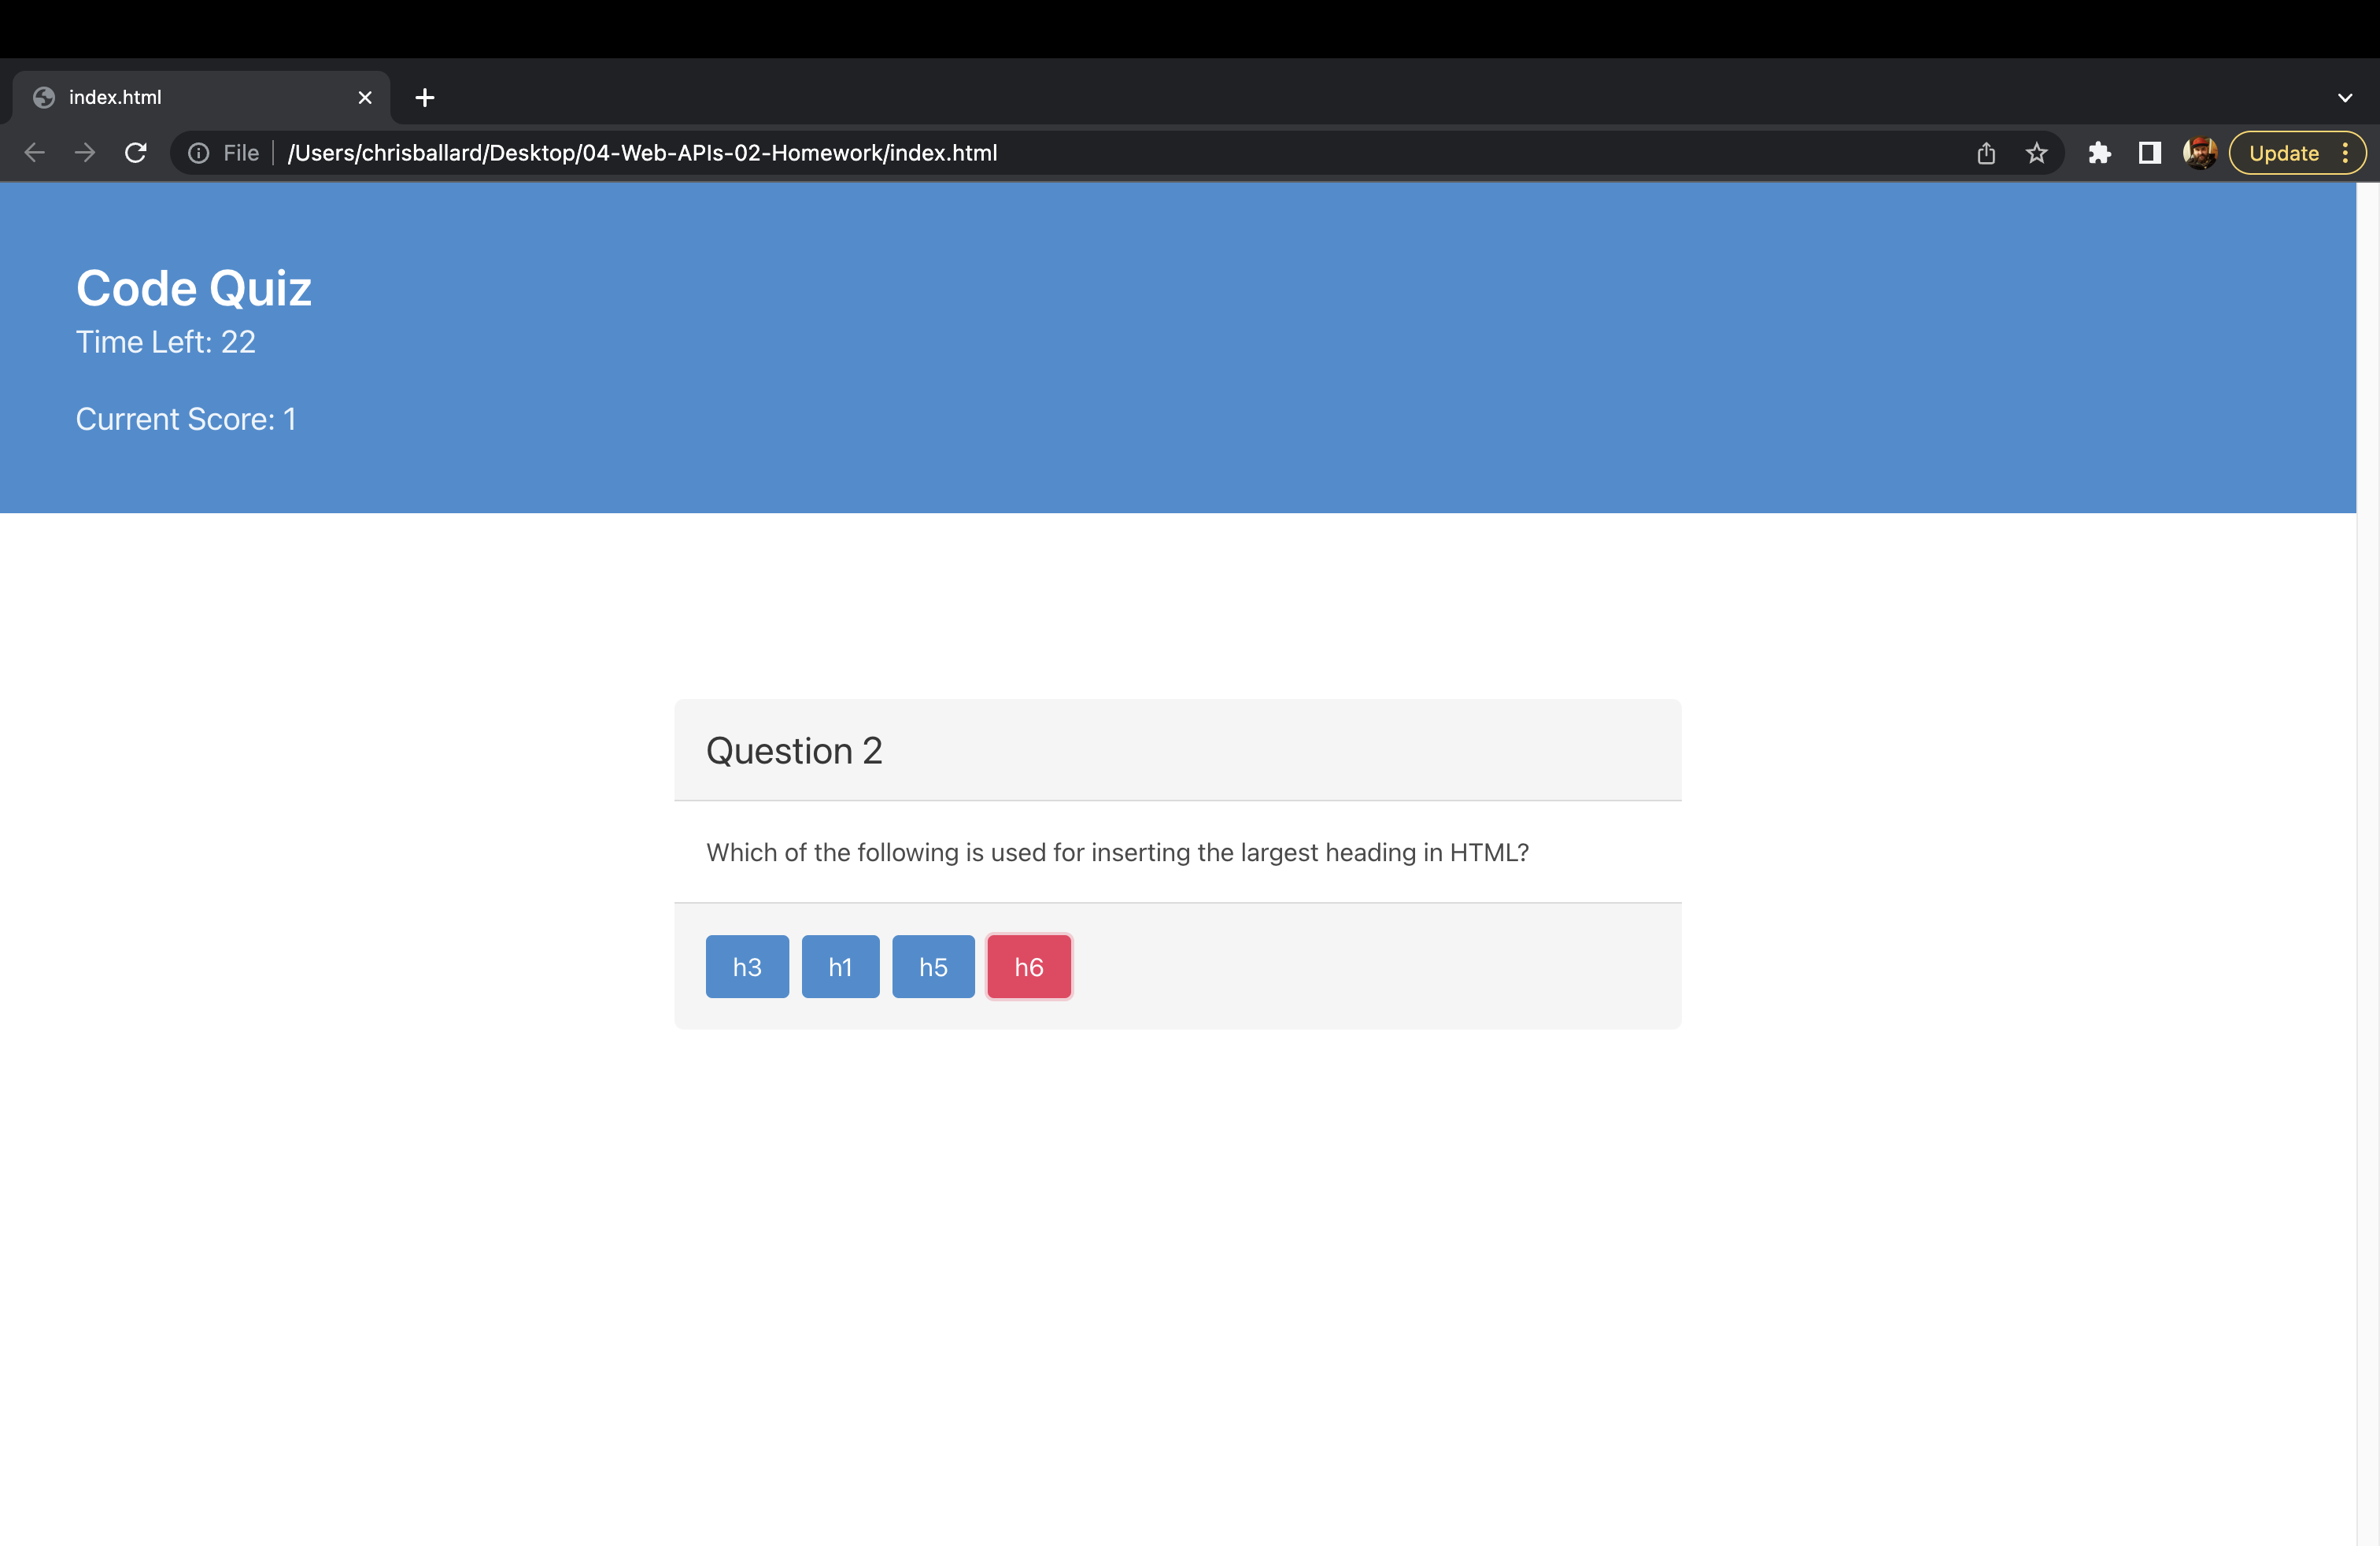 index.html
File
/Users/chrisballard/Desktop/04-Web-APIs-02-Homework/index.html
Update
Code Quiz
Time Left: 22
Current Score: 1
Question 2
Which of the following is used for inserting the largest heading in HTML?
h3 h1 h5 h6